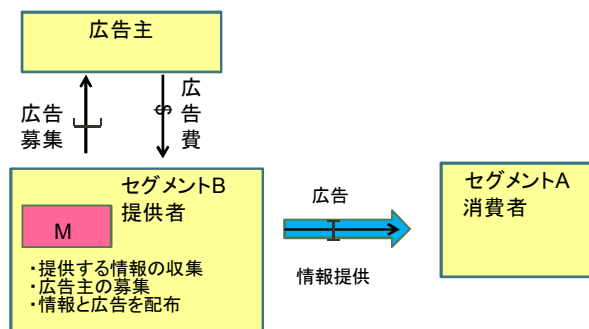 広告主
広告
募集
$
広告費
セグメントB
提供者
M
・提供する情報の収集
・広告主の募集
・情報と広告を配布
広告
I
情報提供
セグメントA
消費者